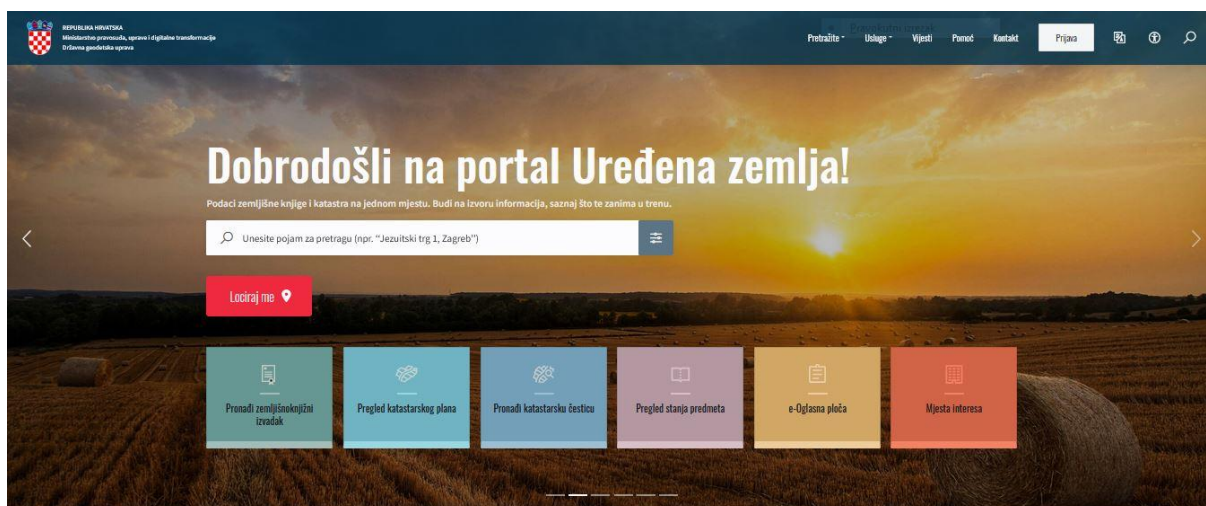 REPUBLIKA HRVATSKA
Ministarstvo pravosuđa, uprave i digitalne transformacije
Državna geodetska uprava
Pretražite
Usluge
Vijesti
Pomoć
Kontakt
Prijava
Dobrodošli na portal Uređena zemlja!
Podaci zemljišne knjige i katastra na jednom mjestu. Budi na izvoru informacija, saznaj što te zanima u trenu.
Unesite pojam za pretragu (npr. "Jezuitski trg 1, Zagreb")
Lociraj me
Pronađi zemljišnoknjižni
izvadak
Pregled katastarskog plana
Pronađi katastarsku česticu
Pregled stanja predmeta
e-Oglasna ploča
Mjesta interesa